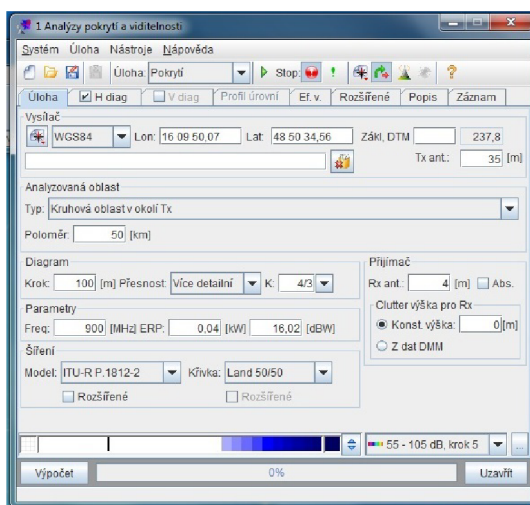 1 Analýzy pokrytí a viditelnosti
Systém Úloha Nástroje Nápověda
Úloha: Pokrytí Stop: !  ?
Úloha H diag V diag Profil úrovní Ef. v. Rozšířené Popis Záznam
Vysílač
WGS84 Lon: 16 09 50,07 Lat: 48 50 34,56 Zákl, DTM 237,8
Tx ant.: 35 [m]
Analyzovaná oblast
Typ: Kruhová oblast v okolí Tx
Poloměr: 50 [km]
Diagram
Krok: 100 [m] Přesnost: Více detailní K: 4/3
Přijímač
Rx ant.: 4 [m] Abs.
Parametry
Freq: 900 [MHz] ERP: 0,04 [kW] 16,02 [dBW]
Clutter výška pro Rx
Konst. výška: 0 [m]
Z dat DMM
Šíření
Model: ITU-R P.1812-2 Křivka: Land 50/50
Rozšířené Rozšířené
55 - 105 dB, krok 5 ...
Výpočet 0% Uzavřít